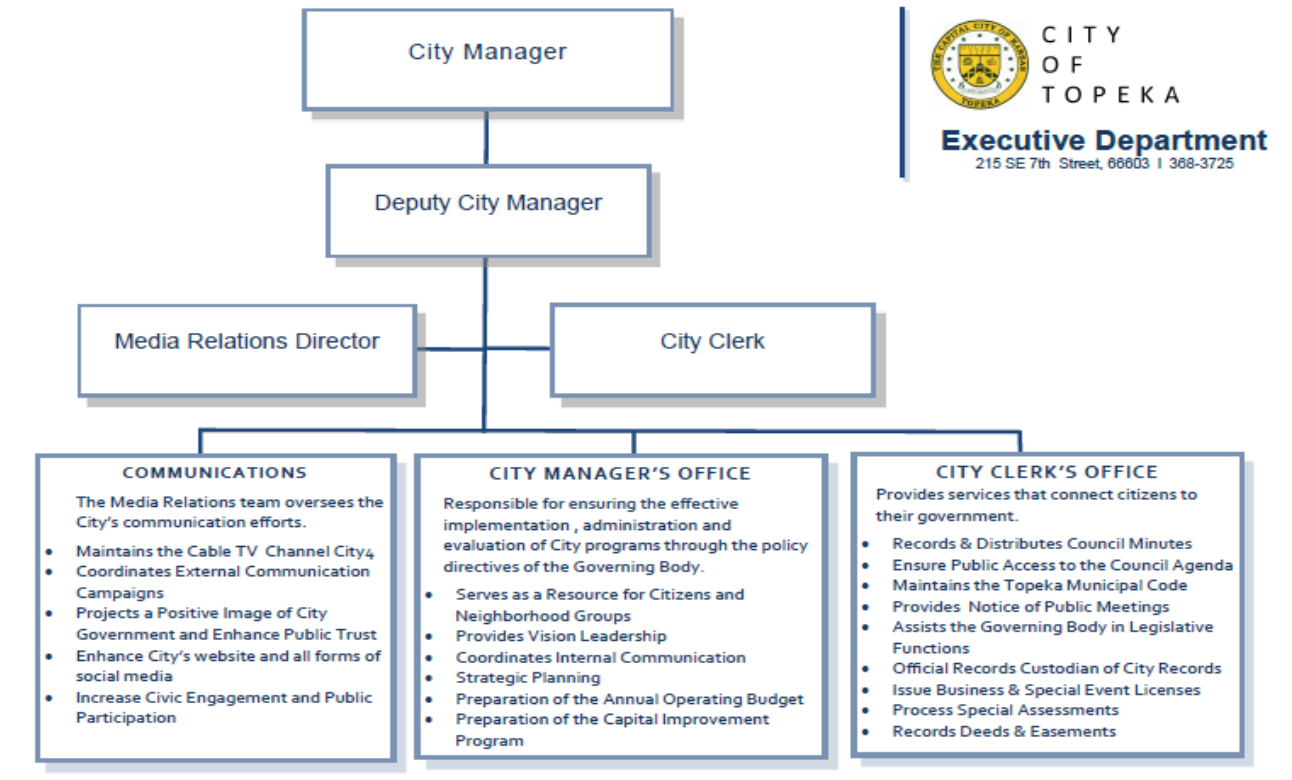 City Manager
THE CAPITAL CITY OF KANSAS
TOPEKA
CITY
OF
TOPEKA
Executive Department
215 SE 7th Street, 66603 I 368-3725
Deputy City Manager
Media Relations Director
City Clerk
COMMUNICATIONS
The Media Relations team oversees the
City's communication efforts.
• Maintains the Cable TV Channel City4
• Coordinates External Communication
Campaigns
• Projects a Positive Image of City
Government and Enhance Public Trust
• Enhance City's website and all forms of
social media
• Increase Civic Engagement and Public
Participation
CITY MANAGER'S OFFICE
Responsible for ensuring the effective
implementation , administration and
evaluation of City programs through the policy
directives of the Governing Body.
• Serves as a Resource for Citizens and
Neighborhood Groups
• Provides Vision Leadership
• Coordinates Internal Communication
• Strategic Planning
• Preparation of the Annual Operating Budget
• Preparation of the Capital Improvement
Program
CITY CLERK'S OFFICE
Provides services that connect citizens to
their government.
• Records & Distributes Council Minutes
• Ensure Public Access to the Council Agenda
• Maintains the Topeka Municipal Code
• Provides Notice of Public Meetings
• Assists the Governing Body in Legislative
Functions
• Official Records Custodian of City Records
• Issue Business & Special Event Licenses
• Process Special Assessments
• Records Deeds & Easements